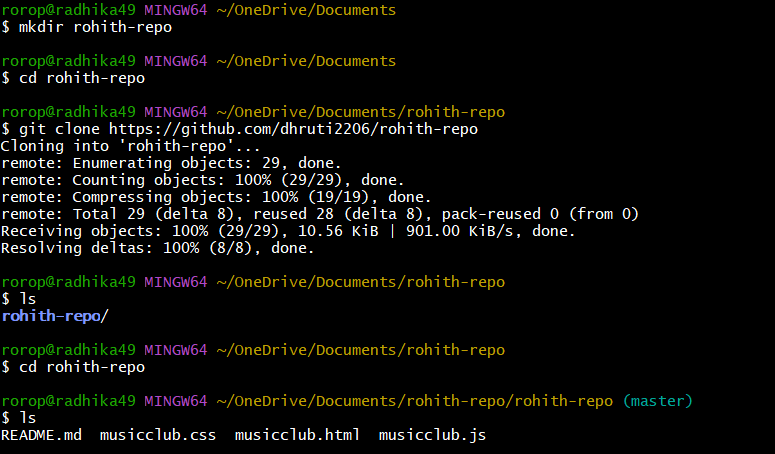 rorop@radhika49 MINGW64 ~/OneDrive/Documents
$ mkdir rohith-repo
rorop@radhika49 MINGW64 ~/OneDrive/Documents
$ cd rohith-repo
rorop@radhika49 MINGW64 ~/OneDrive/Documents/rohith-repo
$ git clone https://github.com/dhruti2206/rohith-repo
Cloning into 'rohith-repo'...
remote: Enumerating objects: 29, done.
remote: Counting objects: 100% (29/29), done.
remote: Compressing objects: 100% (19/19), done.
remote: Total 29 (delta 8), reused 28 (delta 8), pack-reused 0 (from 0)
Receiving objects: 100% (29/29), 10.56 KiB | 901.00 KiB/s, done.
Resolving deltas: 100% (8/8), done.
rorop@radhika49 MINGW64 ~/OneDrive/Documents/rohith-repo
$ ls
rohith-repo/
rorop@radhika49 MINGW64 ~/OneDrive/Documents/rohith-repo
$ cd rohith-repo
rorop@radhika49 MINGW64 ~/OneDrive/Documents/rohith-repo/rohith-repo (master)
$ ls
README.md  musicclub.css  musicclub.html  musicclub.js